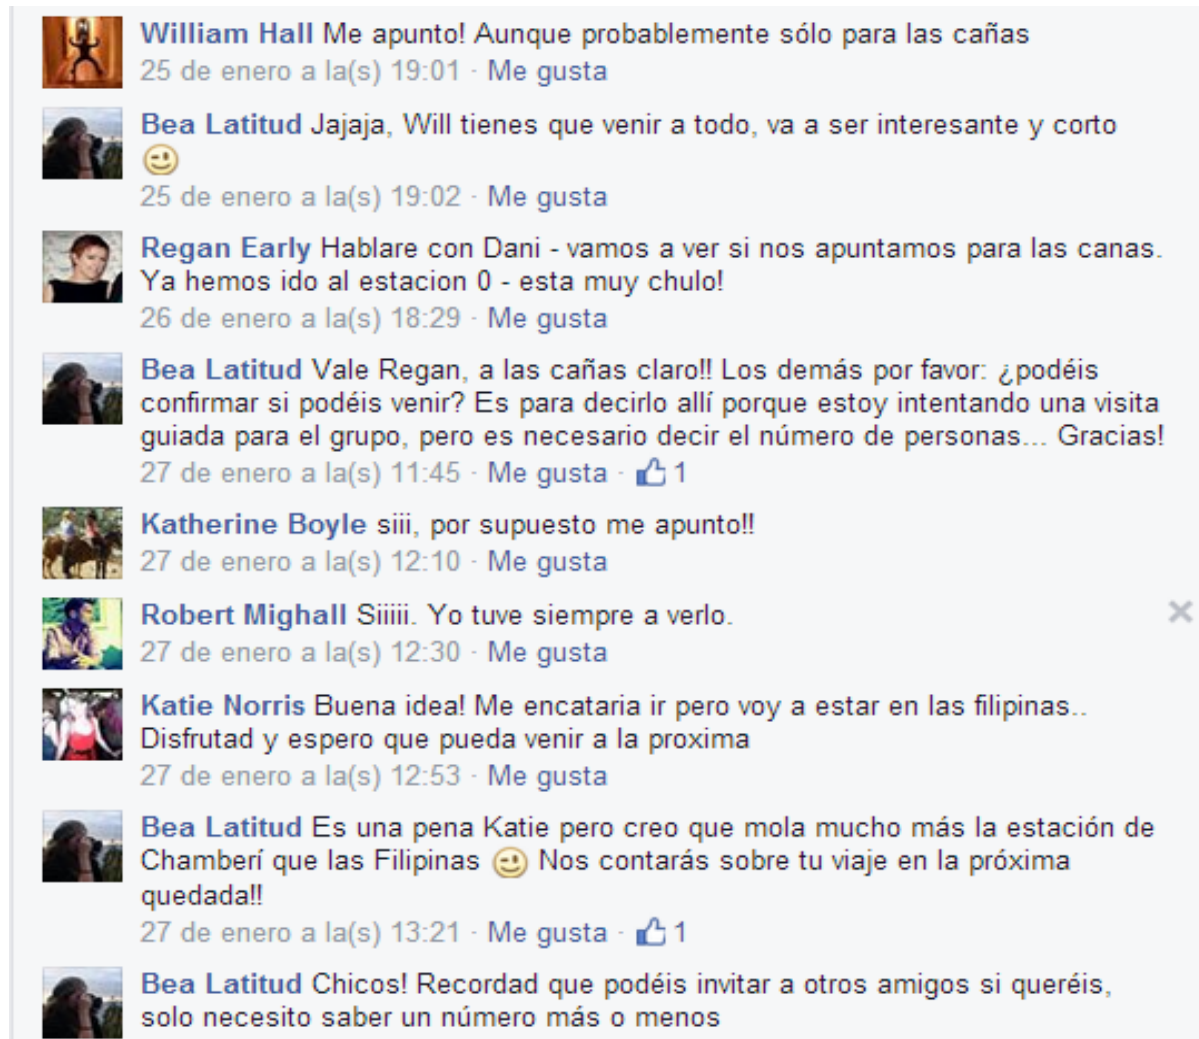 William Hall Me apunto! Aunque probablemente sólo para las cañas
25 de enero a la(s) 19:01 · Me gusta
Bea Latitud Jajaja, Will tienes que venir a todo, va a ser interesante y corto
25 de enero a la(s) 19:02 · Me gusta
Regan Early Hablare con Dani - vamos a ver si nos apuntamos para las canas.
Ya hemos ido al estacion 0 - esta muy chulo!
26 de enero a la(s) 18:29 · Me gusta
Bea Latitud Vale Regan, a las cañas claro!! Los demás por favor: ¿podéis
confirmar si podéis venir? Es para decirlo allí porque estoy intentando una visita
guiada para el grupo, pero es necesario decir el número de personas... Gracias!
27 de enero a la(s) 11:45 · Me gusta · 1
Katherine Boyle siii, por supuesto me apunto!!
27 de enero a la(s) 12:10 · Me gusta
Robert Mighall Siiiii. Yo tuve siempre a verlo.
27 de enero a la(s) 12:30 · Me gusta
Katie Norris Buena idea! Me encataria ir pero voy a estar en las filipinas..
Disfrutad y espero que pueda venir a la proxima
27 de enero a la(s) 12:53 · Me gusta
Bea Latitud Es una pena Katie pero creo que mola mucho más la estación de
Chamberí que las Filipinas Nos contarás sobre tu viaje en la próxima
quedada!!
27 de enero a la(s) 13:21 · Me gusta · 1
Bea Latitud Chicos! Recordad que podéis invitar a otros amigos si queréis,
solo necesito saber un número más o menos